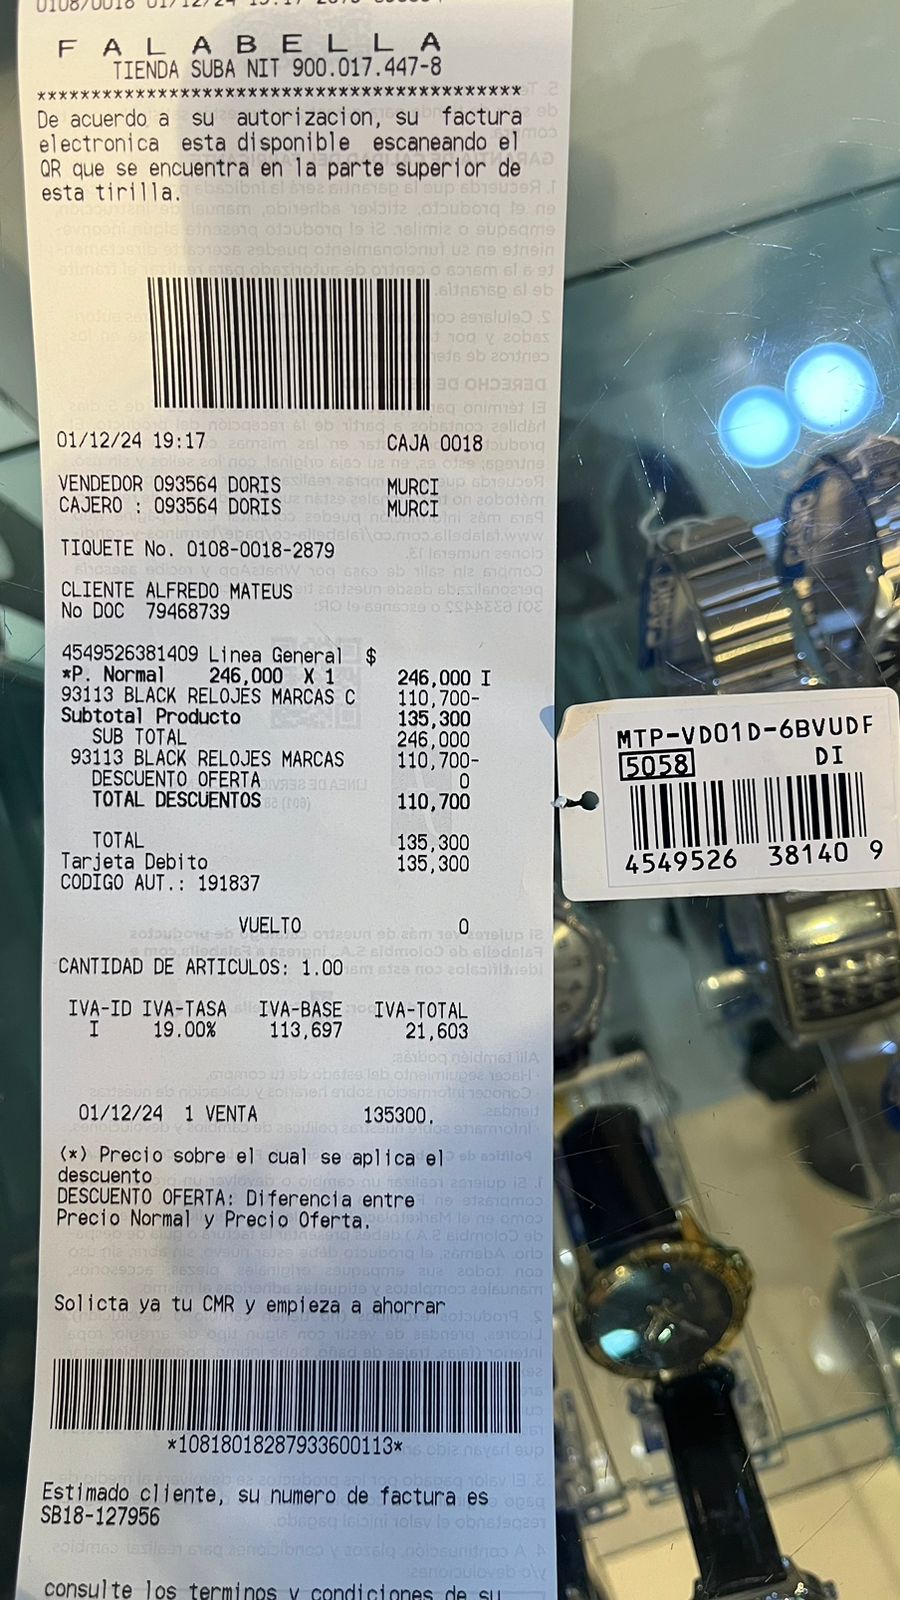 F A L A B E L L A
TIENDA SUBA NIT 900.017.447-8
********************************************
De acuerdo a su autorizacion, su factura
electronica esta disponible escaneando el
QR que se encuentra en la parte superior de
esta tirilla.
01/12/24 19:17 CAJA 0018
VENDEDOR 093564 DORIS MURCI
CAJERO : 093564 DORIS MURCI
TIQUETE No. 0108-0018-2879
CLIENTE ALFREDO MATEUS
No DOC 79468739
4549526381409 Linea General $
*P. Normal 246,000 X 1 246,000 I
93113 BLACK RELOJES MARCAS C 110,700-
Subtotal Producto 135,300
SUB TOTAL 246,000
93113 BLACK RELOJES MARCAS 110,700-
DESCUENTO OFERTA 0
TOTAL DESCUENTOS 110,700
TOTAL 135,300
Tarjeta Debito 135,300
CODIGO AUT.: 191837
VUELTO 0
CANTIDAD DE ARTICULOS: 1.00
IVA-ID IVA-TASA IVA-BASE IVA-TOTAL
I 19.00% 113,697 21,603
01/12/24 1 VENTA 135300.
(*) Precio sobre el cual se aplica el
descuento
DESCUENTO OFERTA: Diferencia entre
Precio Normal y Precio Oferta.
Solicta ya tu CMR y empieza a ahorrar
*10818018287933600113*
Estimado cliente, su numero de factura es
SB18-127956
consulte los terminos y condiciones de su
MTP-VD01D-6BVUDF
5058 DI
4549526 38140 9
CASIO